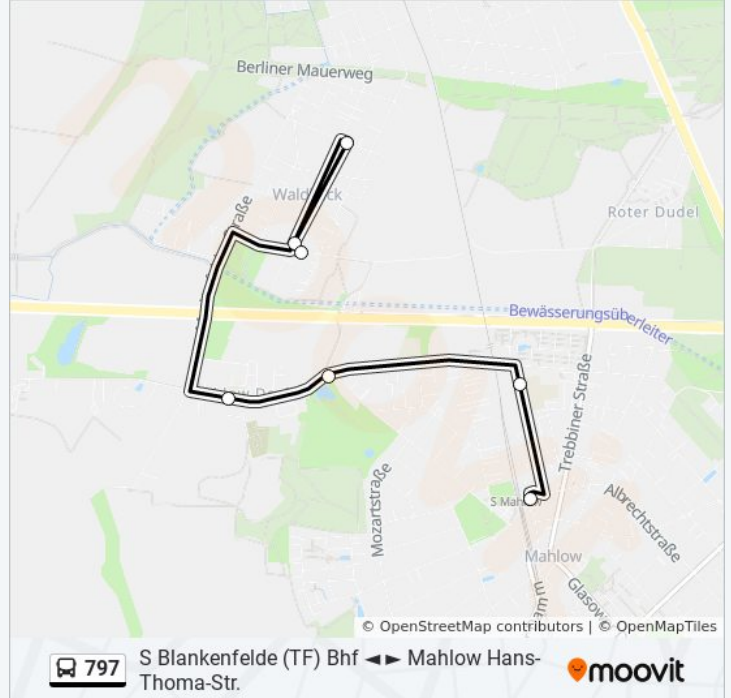 Berliner Mauerweg
Roter Dudel
Bewässerungsüberleiter
Trebbiner Straße
Mozartstraße
S Mahlow
Albrechtstraße
Mahlow
© OpenStreetMap contributors | © OpenMapTiles
797
S Blankenfelde (TF) Bhf ◄► Mahlow Hans-
Thoma-Str.
moovit